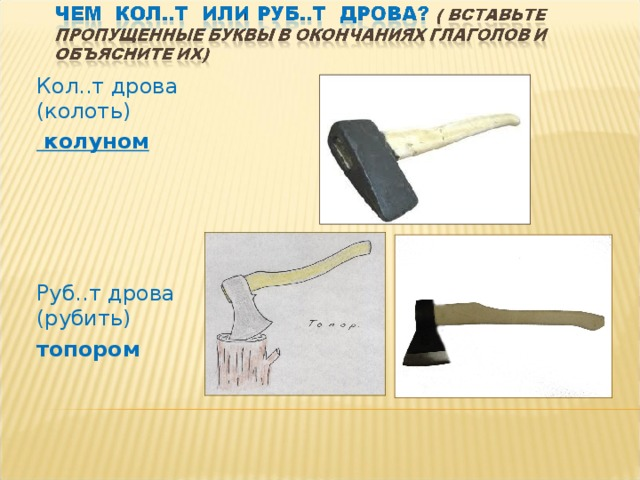 ЧЕМ КОЛ..Т ИЛИ РУБ..Т ДРОВА? ( ВСТАВЬТЕ
ПРОПУЩЕННЫЕ БУКВЫ В ОКОНЧАНИЯХ ГЛАГОЛОВ И
ОБЪЯСНИТЕ ИХ)
Кол..т дрова
(колоть)
колуном
Топор.
Руб..т дрова
(рубить)
топором